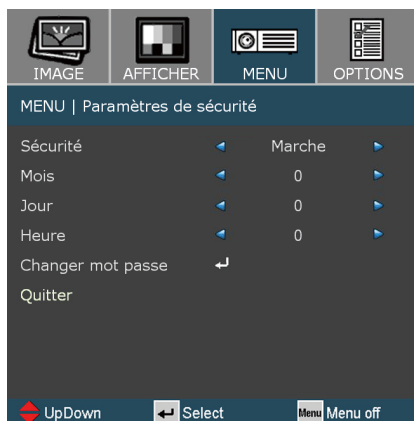 IMAGE AFFICHER MENU OPTIONS
MENU | Paramètres de sécurité
Sécurité Marche
Mois 0
Jour 0
Heure 0
Changer mot passe
Quitter
UpDown Select Menu Menu off